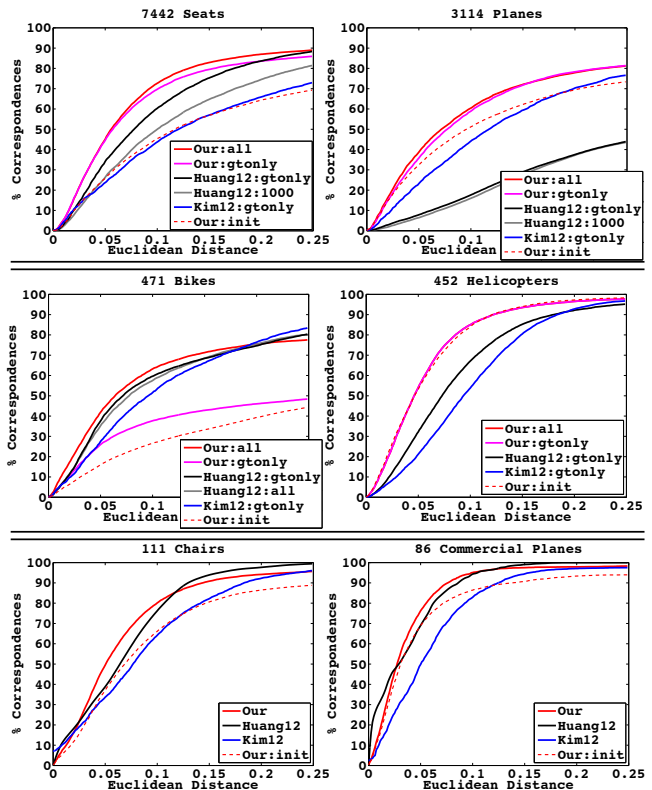 7442 Seats
% Correspondences
100
90
80
70
60
50
40
30
20
10
0
0 0.05 0.1 0.15 0.2 0.25
Euclidean Distance
Our:all
Our:gtonly
Huang12:gtonly
Huang12:1000
Kim12:gtonly
Our:init
3114 Planes
% Correspondences
100
90
80
70
60
50
40
30
20
10
0
0 0.05 0.1 0.15 0.2 0.25
Euclidean Distance
Our:all
Our:gtonly
Huang12:gtonly
Huang12:1000
Kim12:gtonly
Our:init
471 Bikes
% Correspondences
100
90
80
70
60
50
40
30
20
10
0
0 0.05 0.1 0.15 0.2 0.25
Euclidean Distance
Our:all
Our:gtonly
Huang12:gtonly
Huang12:all
Kim12:gtonly
Our:init
452 Helicopters
% Correspondences
100
90
80
70
60
50
40
30
20
10
0
0 0.05 0.1 0.15 0.2 0.25
Euclidean Distance
Our:all
Our:gtonly
Huang12:gtonly
Kim12:gtonly
Our:init
111 Chairs
% Correspondences
100
90
80
70
60
50
40
30
20
10
0
0 0.05 0.1 0.15 0.2 0.25
Euclidean Distance
Our
Huang12
Kim12
Our:init
86 Commercial Planes
% Correspondences
100
90
80
70
60
50
40
30
20
10
0
0 0.05 0.1 0.15 0.2 0.25
Euclidean Distance
Our
Huang12
Kim12
Our:init